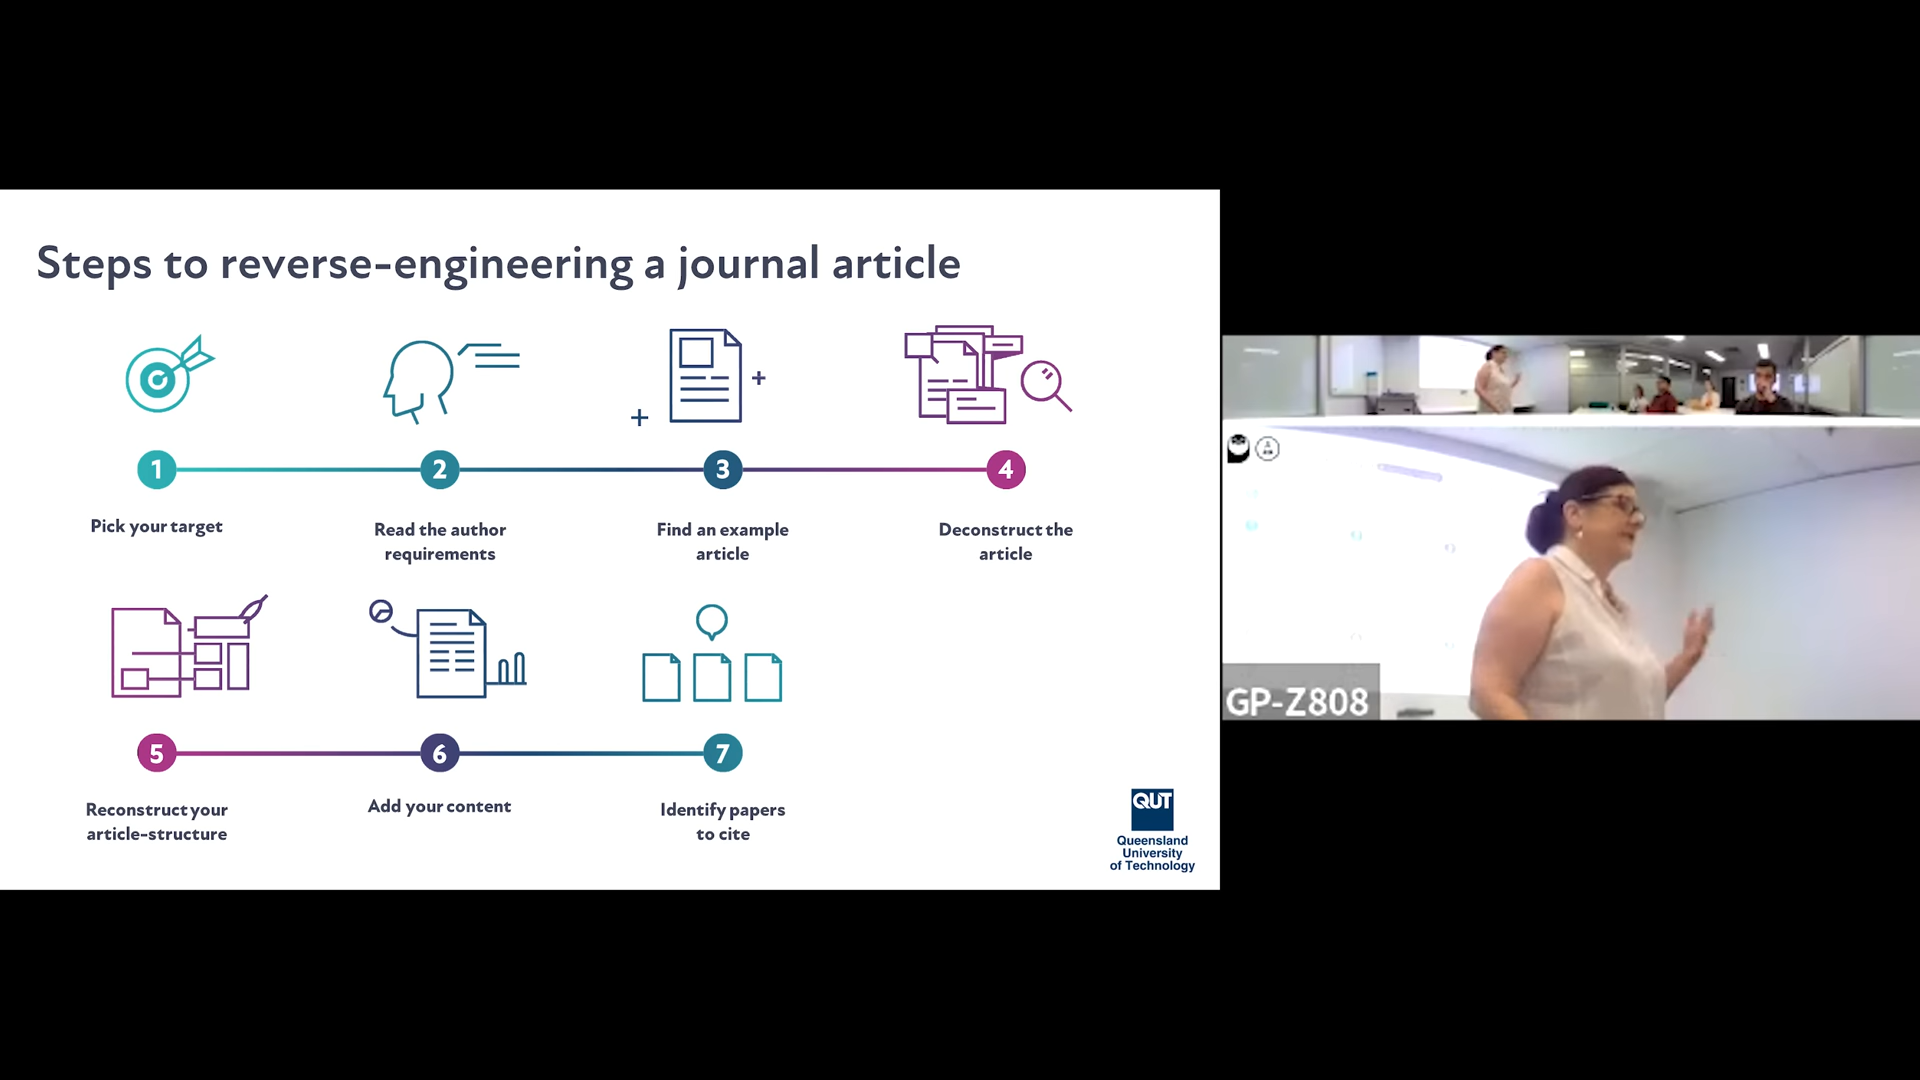 Steps to reverse-engineering a journal article
1
2
3
4
Pick your target
Read the author
requirements
Find an example
article
Deconstruct the
article
5
6
7
Reconstruct your
article-structure
Add your content
Identify papers
to cite
QUT
Queensland
University
of Technology
GP-Z808